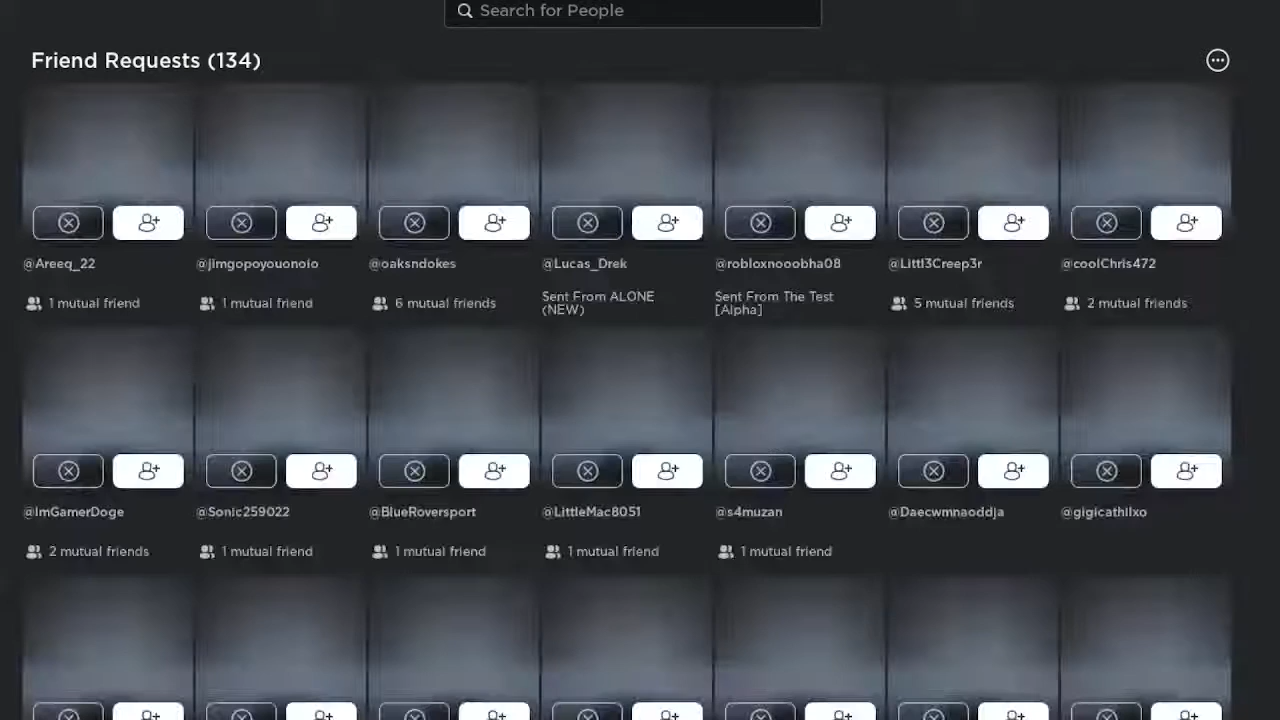 Search for People
Friend Requests (134)
@Areeq_22
@jimgopoyouonoio
@oaksndokes
@Lucas_Drek
@robloxnooobha08
@Littl3Creep3r
@coolChris472
1 mutual friend
1 mutual friend
6 mutual friends
Sent From ALONE
(NEW)
Sent From The Test
[Alpha]
5 mutual friends
2 mutual friends
@ImGamerDoge
@Sonic259022
@BlueRoversport
@LittleMac8051
@s4muzan
@Daecwmnaoddja
@gigicathilxo
2 mutual friends
1 mutual friend
1 mutual friend
1 mutual friend
1 mutual friend